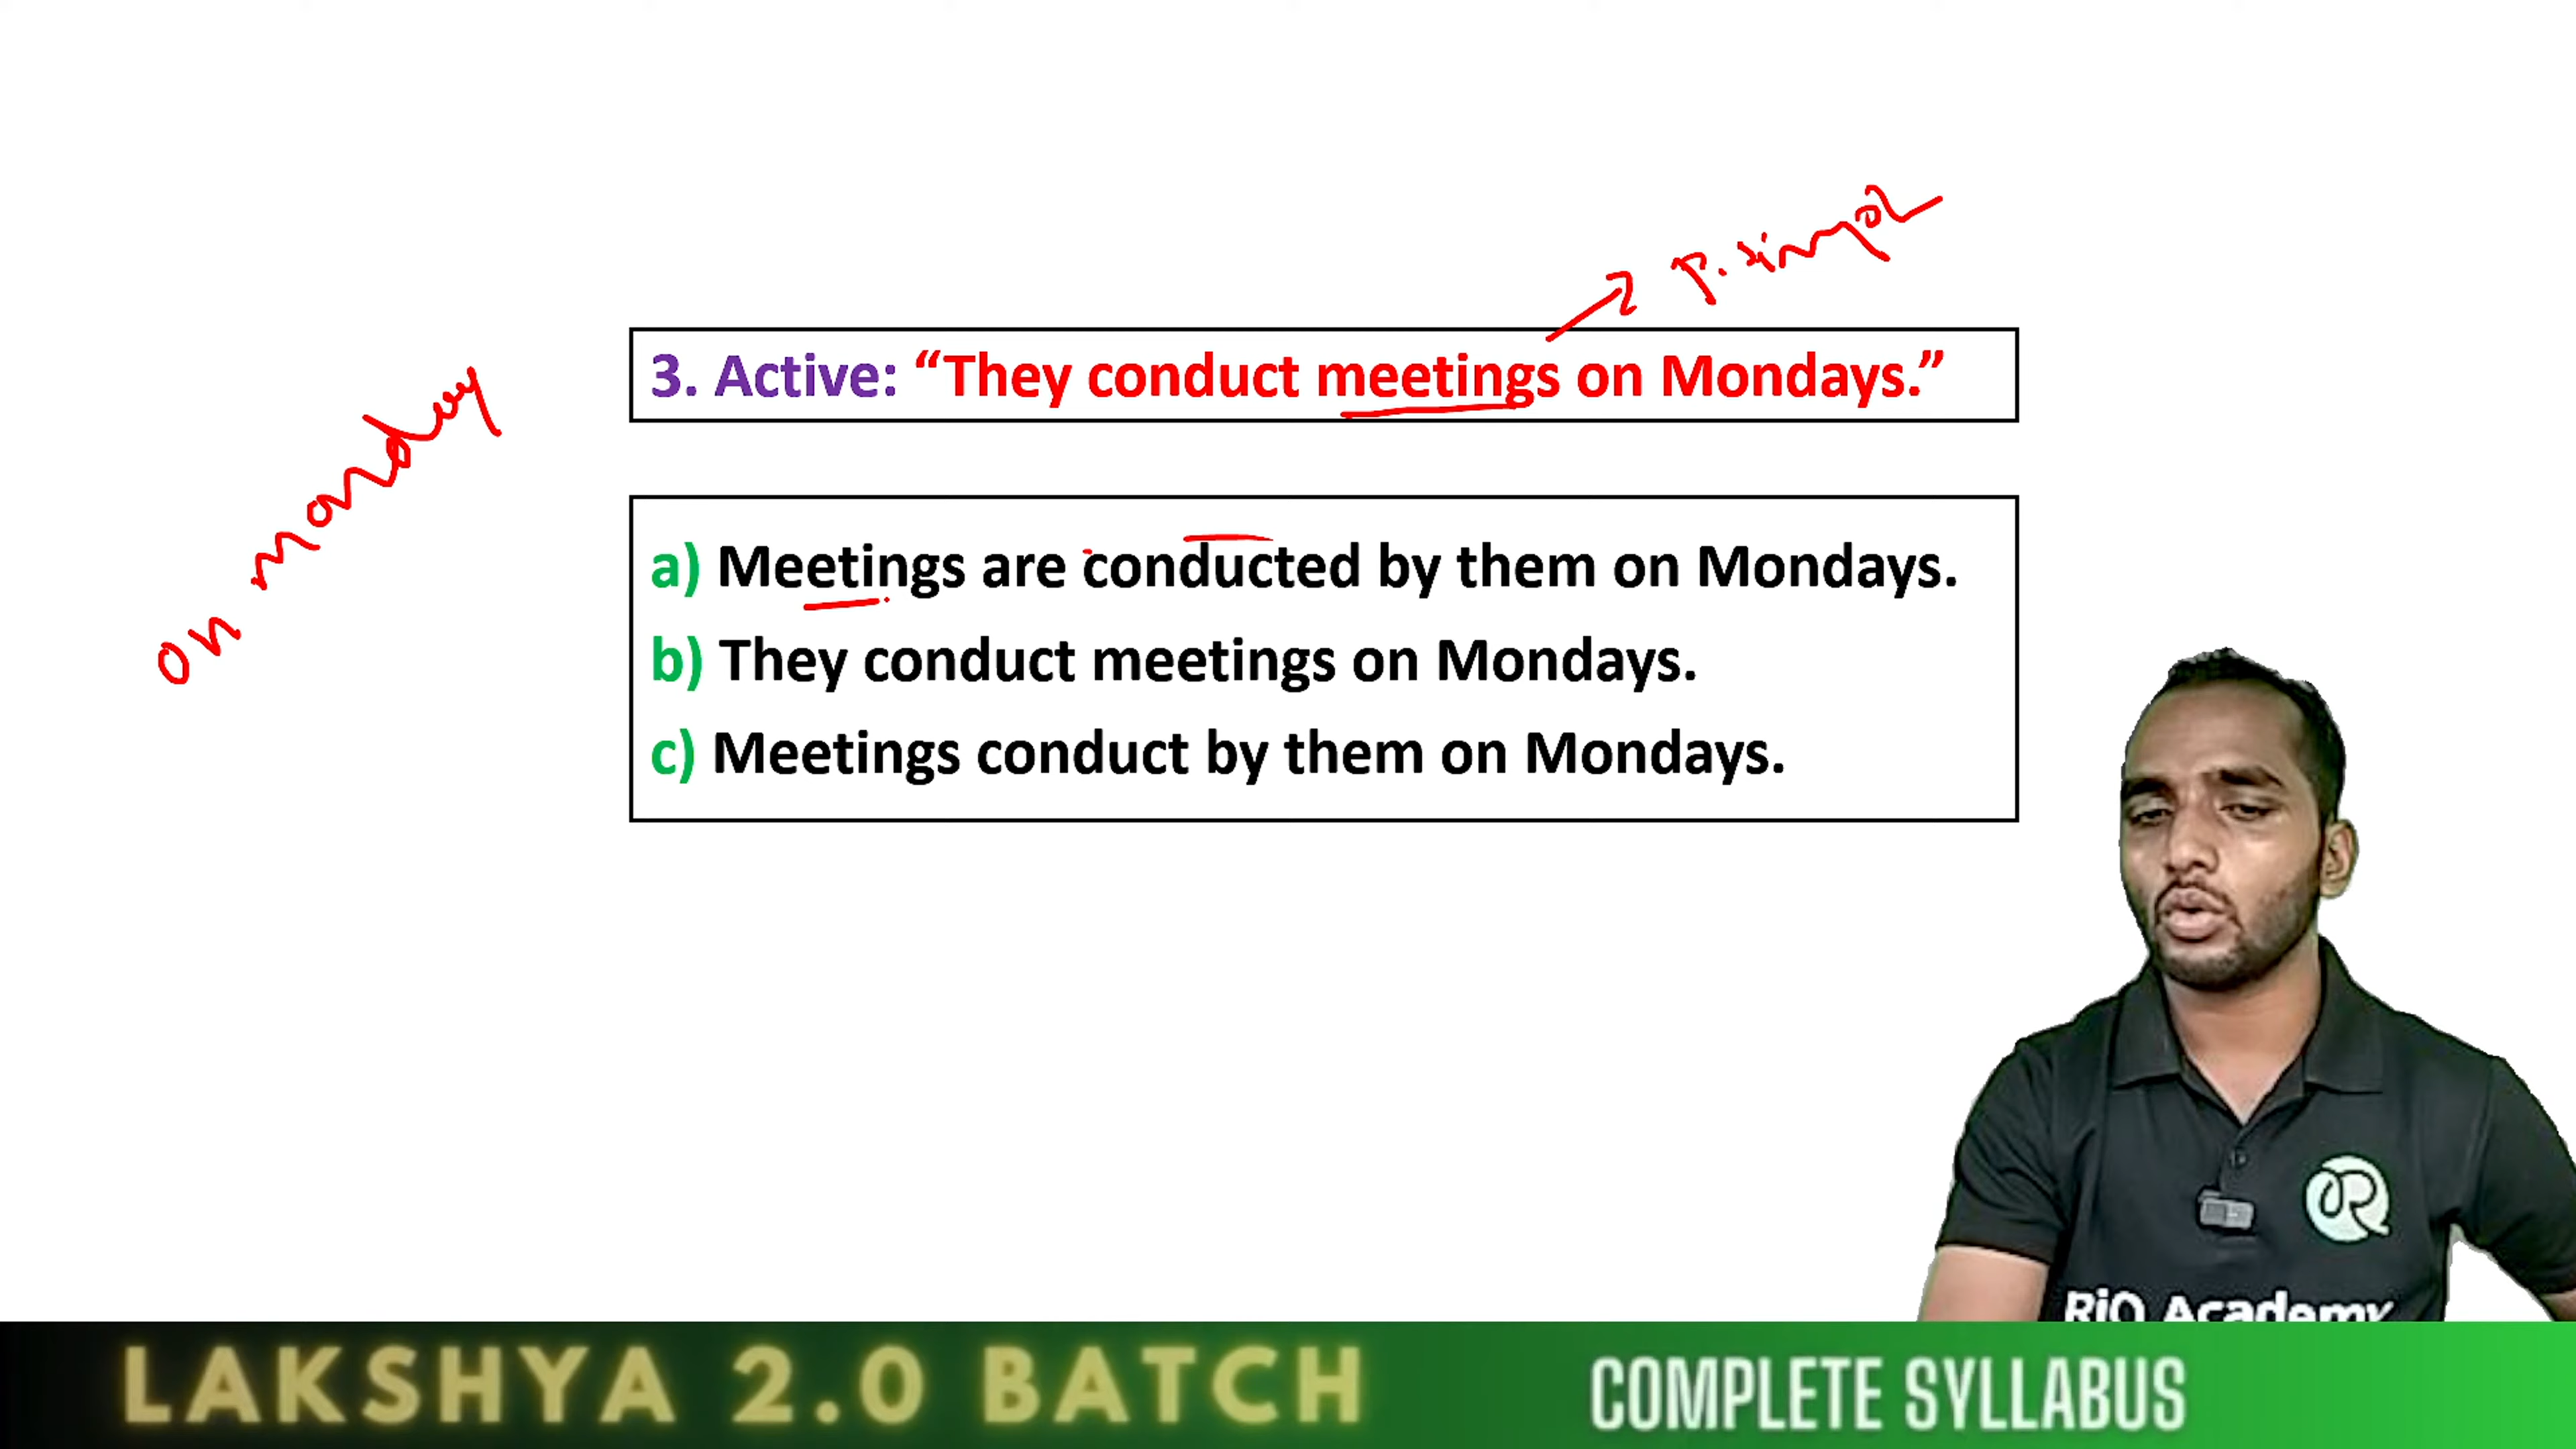 P. simple
3. Active: “They conduct meetings on Mondays.”
on monday
a) Meetings are conducted by them on Mondays.
b) They conduct meetings on Mondays.
c) Meetings conduct by them on Mondays.
RiQ Academy
LAKSHYA 2.0 BATCH
COMPLETE SYLLABUS